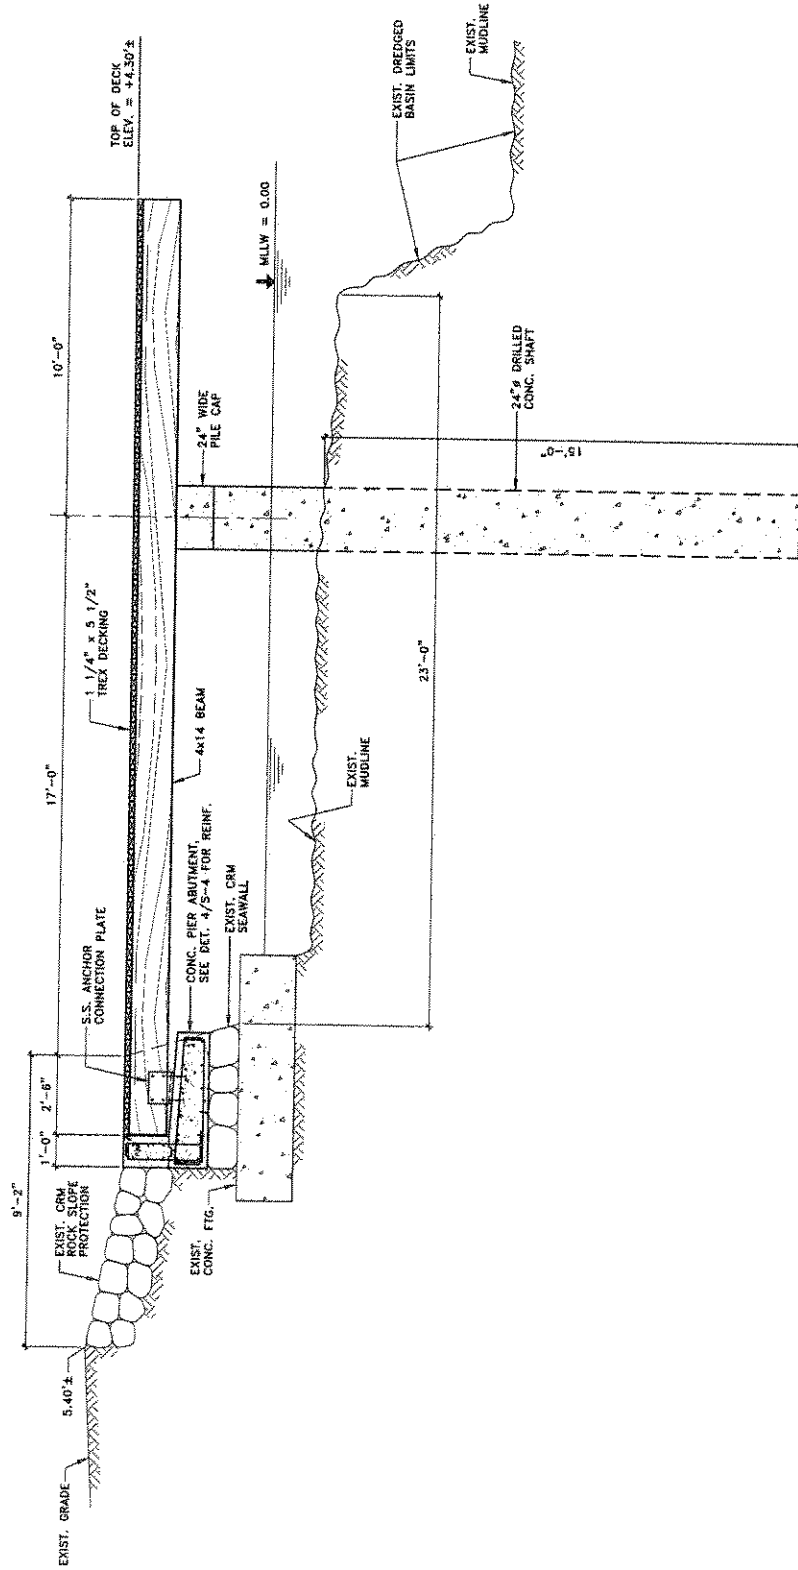 EXIST. GRADE
5.40'±
9'-2"
EXIST. CRM
ROCK SLOPE
PROTECTION
1'-0"
2'-6"
S.S. ANCHOR
CONNECTION PLATE
17'-0"
1 1/4" x 5 1/2"
TREX DECKING
10'-0"
TOP OF DECK
ELEV. = +4.30'±
EXIST.
CONC. FTG.
CONC. PIER ABUTMENT,
SEE DET. 4/S-4 FOR REINF.
EXIST. CRM
SEAWALL
4x14 BEAM
24" WIDE
PILE CAP
MLLW = 0.00
EXIST.
MUDLINE
23'-0"
15'-0"
24"ø DRILLED
CONC. SHAFT
EXIST. DREDGED
BASIN LIMITS
EXIST.
MUDLINE